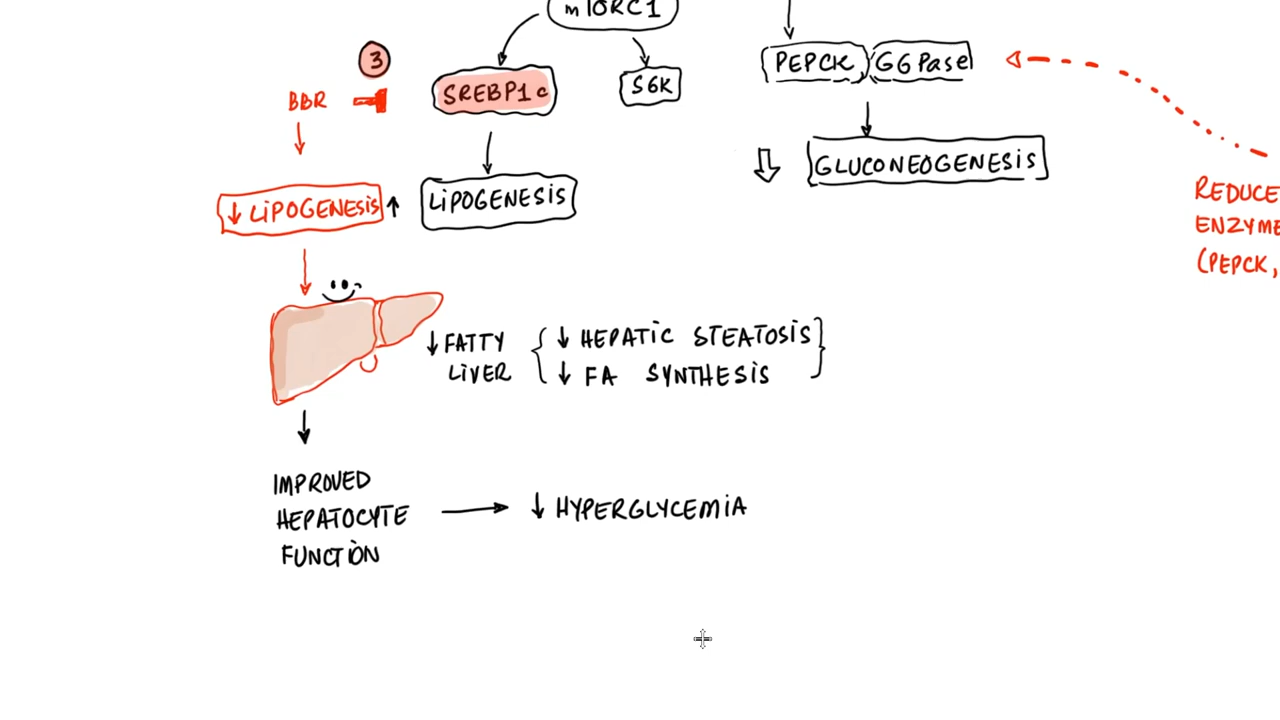 mTORC1
3
PEPCK
G6Pase
SREBP1c
S6K
BBR
GLUCONEOGENESIS
↓ LIPOGENESIS
↑ LIPOGENESIS
REDUCE
ENZYME
(PEPCK,
↓ FATTY
LIVER
↓ HEPATIC STEATOSIS
↓ FA SYNTHESIS
IMPROVED
HEPATOCYTE
FUNCTION
↓ HYPERGLYCEMIA